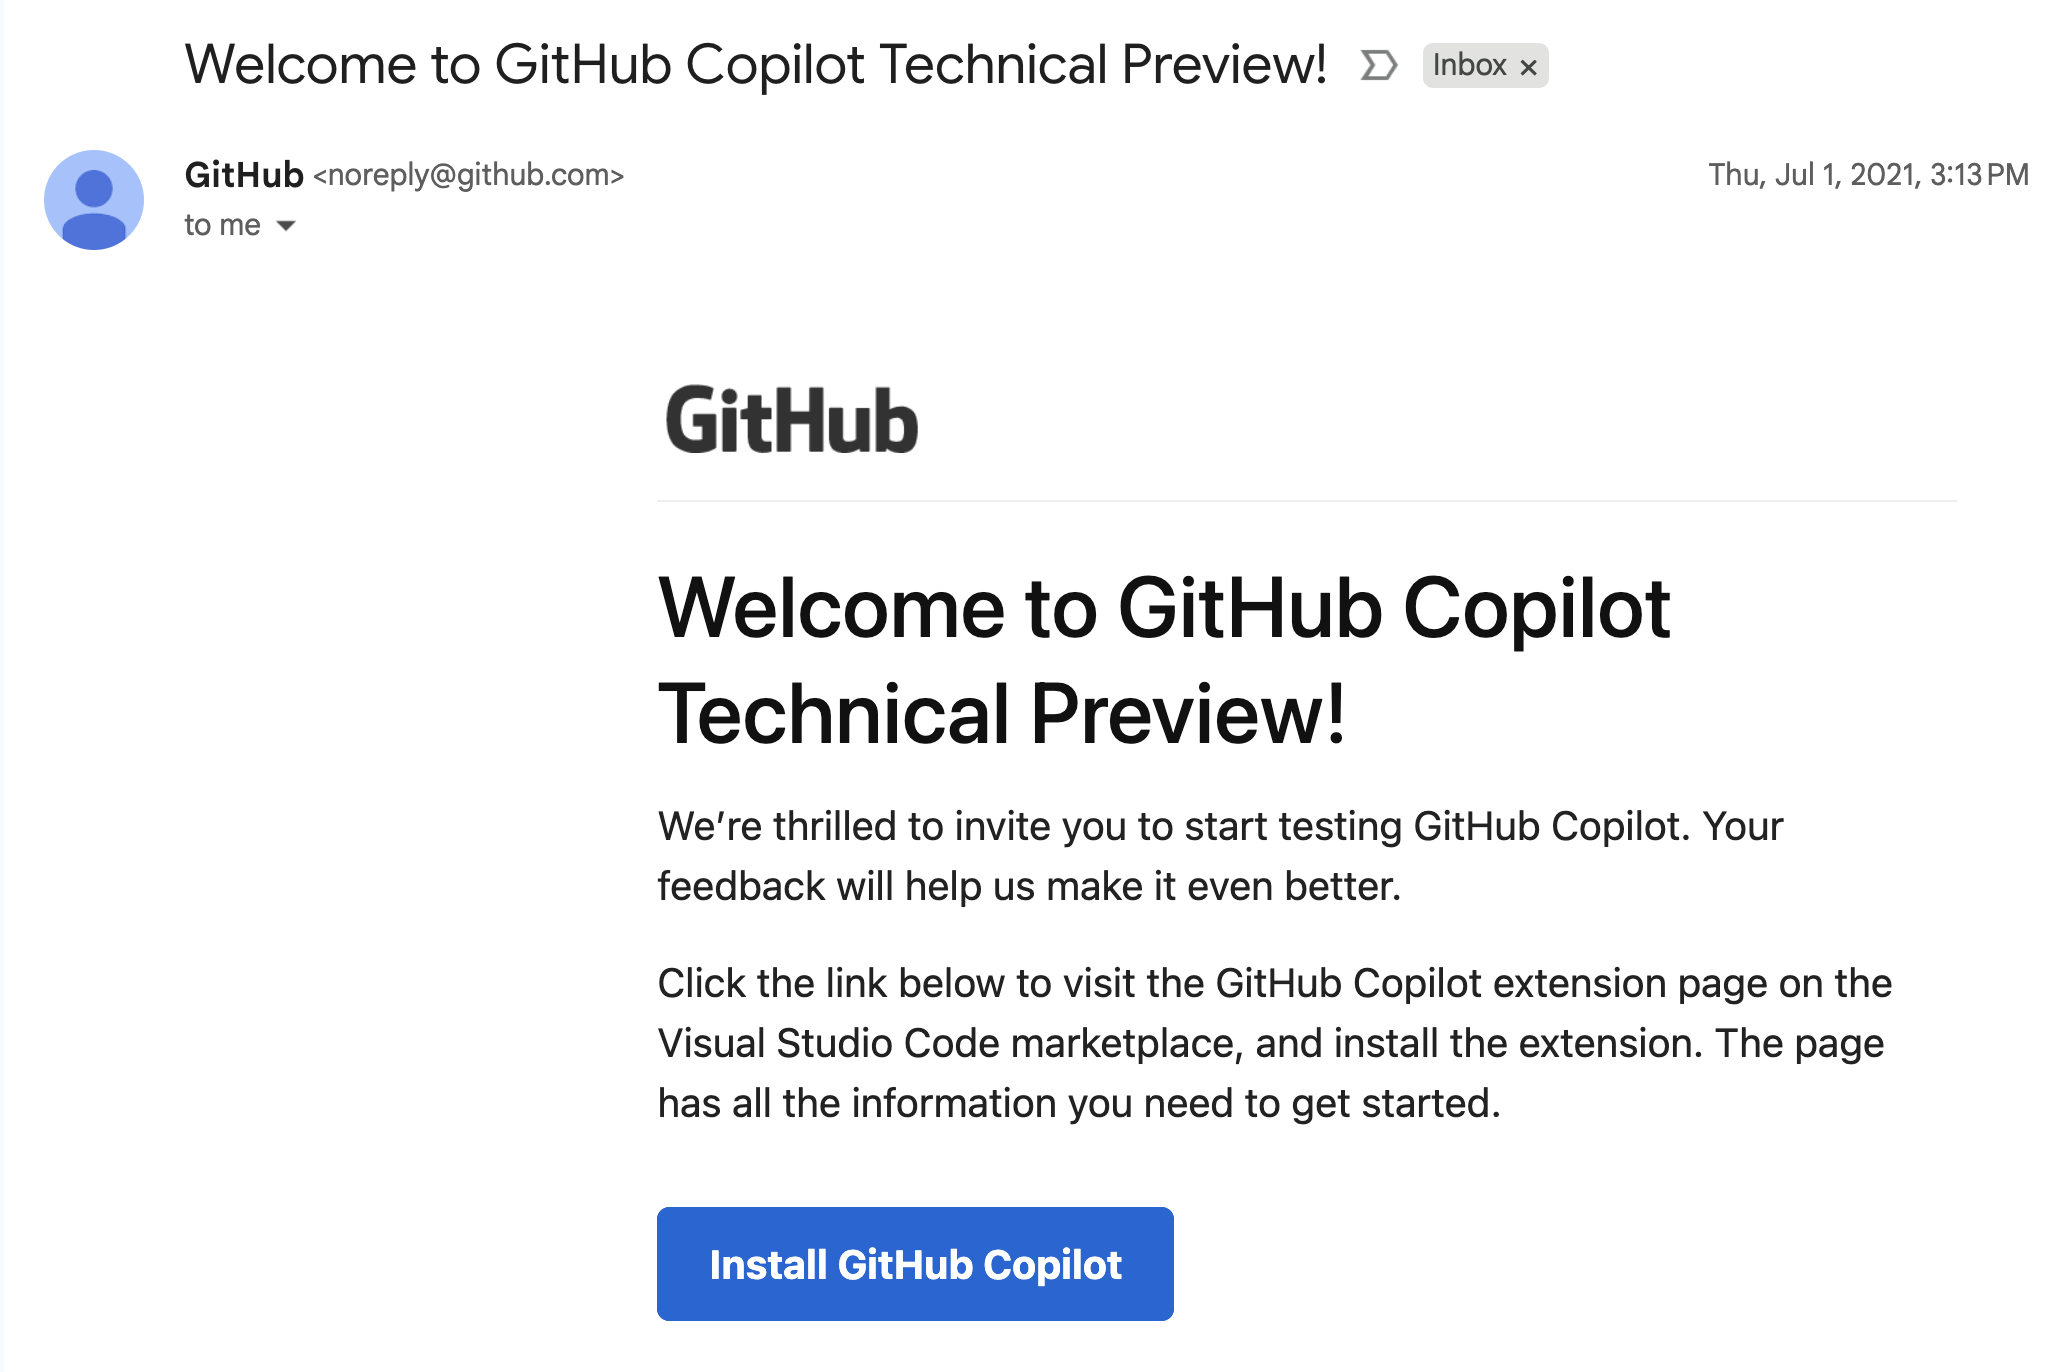 Welcome to GitHub Copilot Technical Preview! Inbox ×
GitHub <noreply@github.com> Thu, Jul 1, 2021, 3:13 PM
to me
GitHub
Welcome to GitHub Copilot
Technical Preview!
We’re thrilled to invite you to start testing GitHub Copilot. Your
feedback will help us make it even better.
Click the link below to visit the GitHub Copilot extension page on the
Visual Studio Code marketplace, and install the extension. The page
has all the information you need to get started.
Install GitHub Copilot